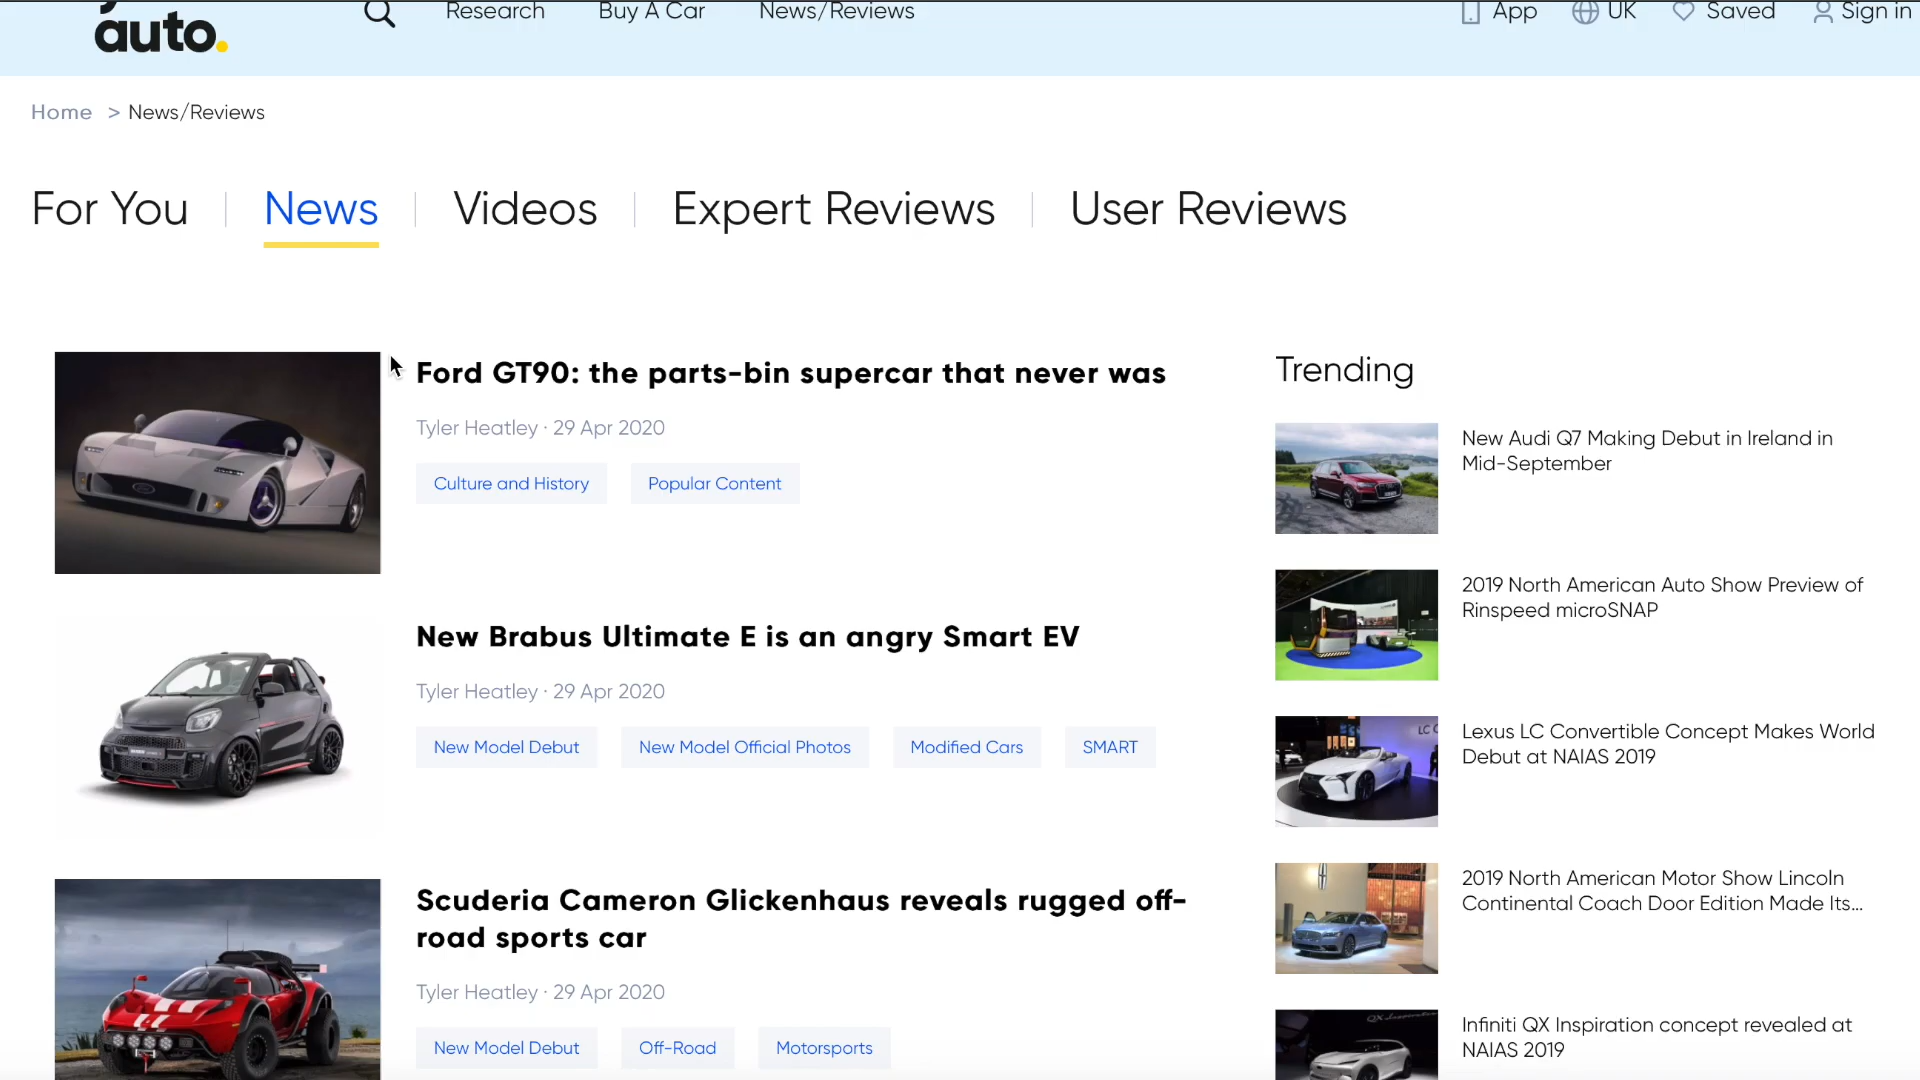 auto.
Research
Buy A Car
News/Reviews
App
UK
Saved
Sign in
Home > News/Reviews
For You
News
Videos
Expert Reviews
User Reviews
Ford GT90: the parts-bin supercar that never was
Tyler Heatley · 29 Apr 2020
Culture and History
Popular Content
New Brabus Ultimate E is an angry Smart EV
Tyler Heatley · 29 Apr 2020
New Model Debut
New Model Official Photos
Modified Cars
SMART
Scuderia Cameron Glickenhaus reveals rugged off-
road sports car
Tyler Heatley · 29 Apr 2020
New Model Debut
Off-Road
Motorsports
Trending
New Audi Q7 Making Debut in Ireland in
Mid-September
2019 North American Auto Show Preview of
Rinspeed microSNAP
LC C
Lexus LC Convertible Concept Makes World
Debut at NAIAS 2019
2019 North American Motor Show Lincoln
Continental Coach Door Edition Made Its...
Infiniti QX Inspiration concept revealed at
NAIAS 2019